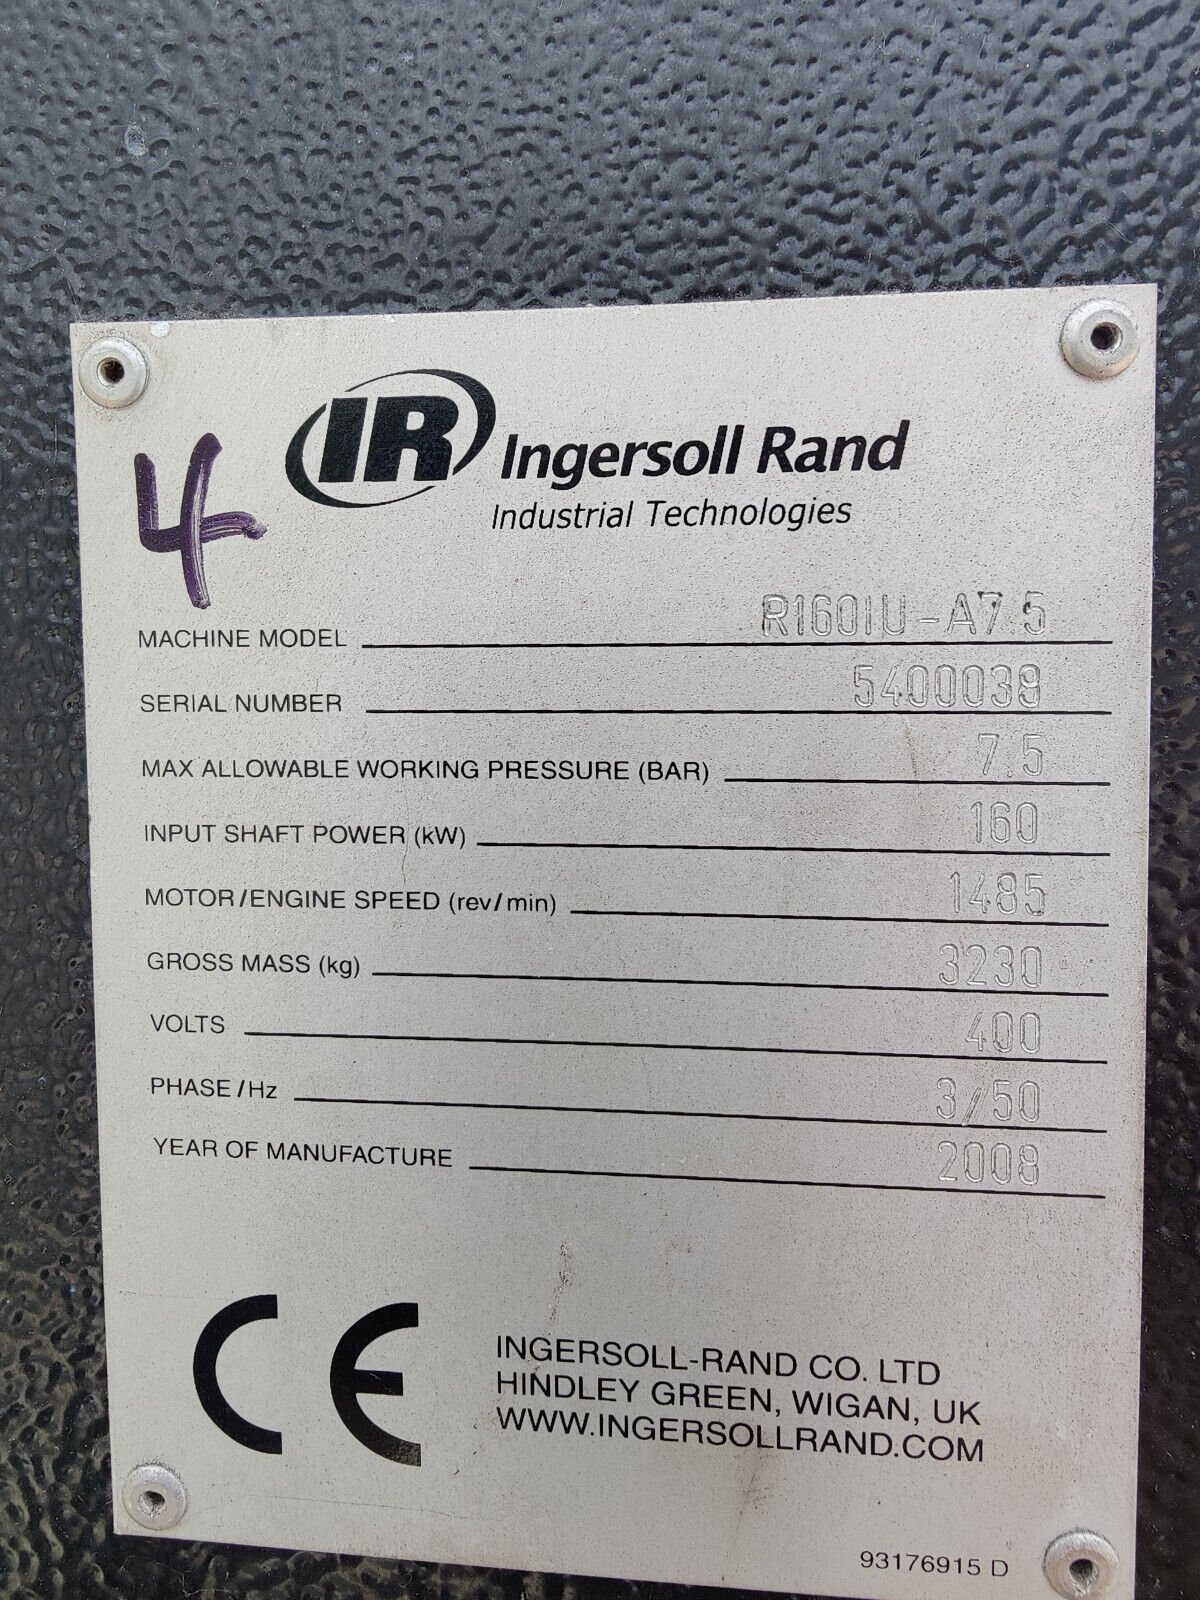 4
IR Ingersoll Rand
Industrial Technologies
MACHINE MODEL R160IU-A7.5
SERIAL NUMBER 5400039
MAX ALLOWABLE WORKING PRESSURE (BAR) 7.5
INPUT SHAFT POWER (kW) 160
MOTOR/ENGINE SPEED (rev/min) 1485
GROSS MASS (kg) 3230
VOLTS 400
PHASE/Hz 3/50
YEAR OF MANUFACTURE 2008
CE
INGERSOLL-RAND CO. LTD
HINDLEY GREEN, WIGAN, UK
WWW.INGERSOLLRAND.COM
93176915 D